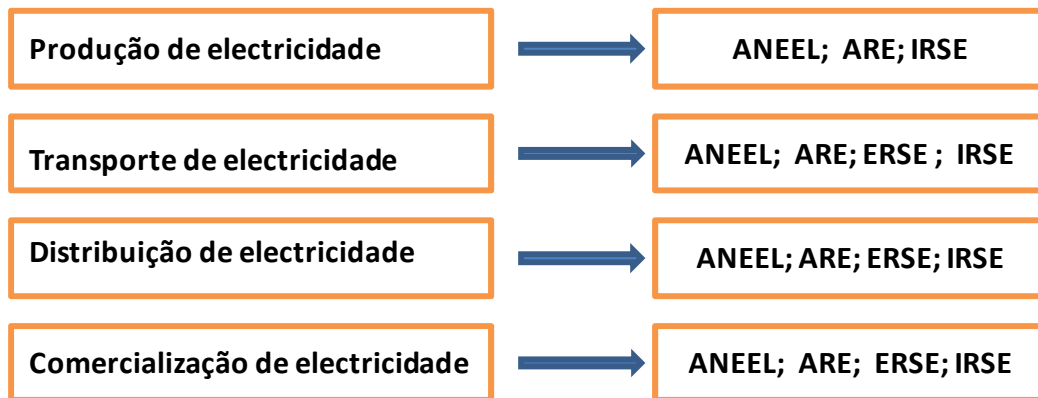 Produção de electricidade
ANEEL; ARE; IRSE
Transporte de electricidade
ANEEL; ARE; ERSE ; IRSE
Distribuição de electricidade
ANEEL; ARE; ERSE; IRSE
Comercialização de electricidade
ANEEL; ARE; ERSE; IRSE